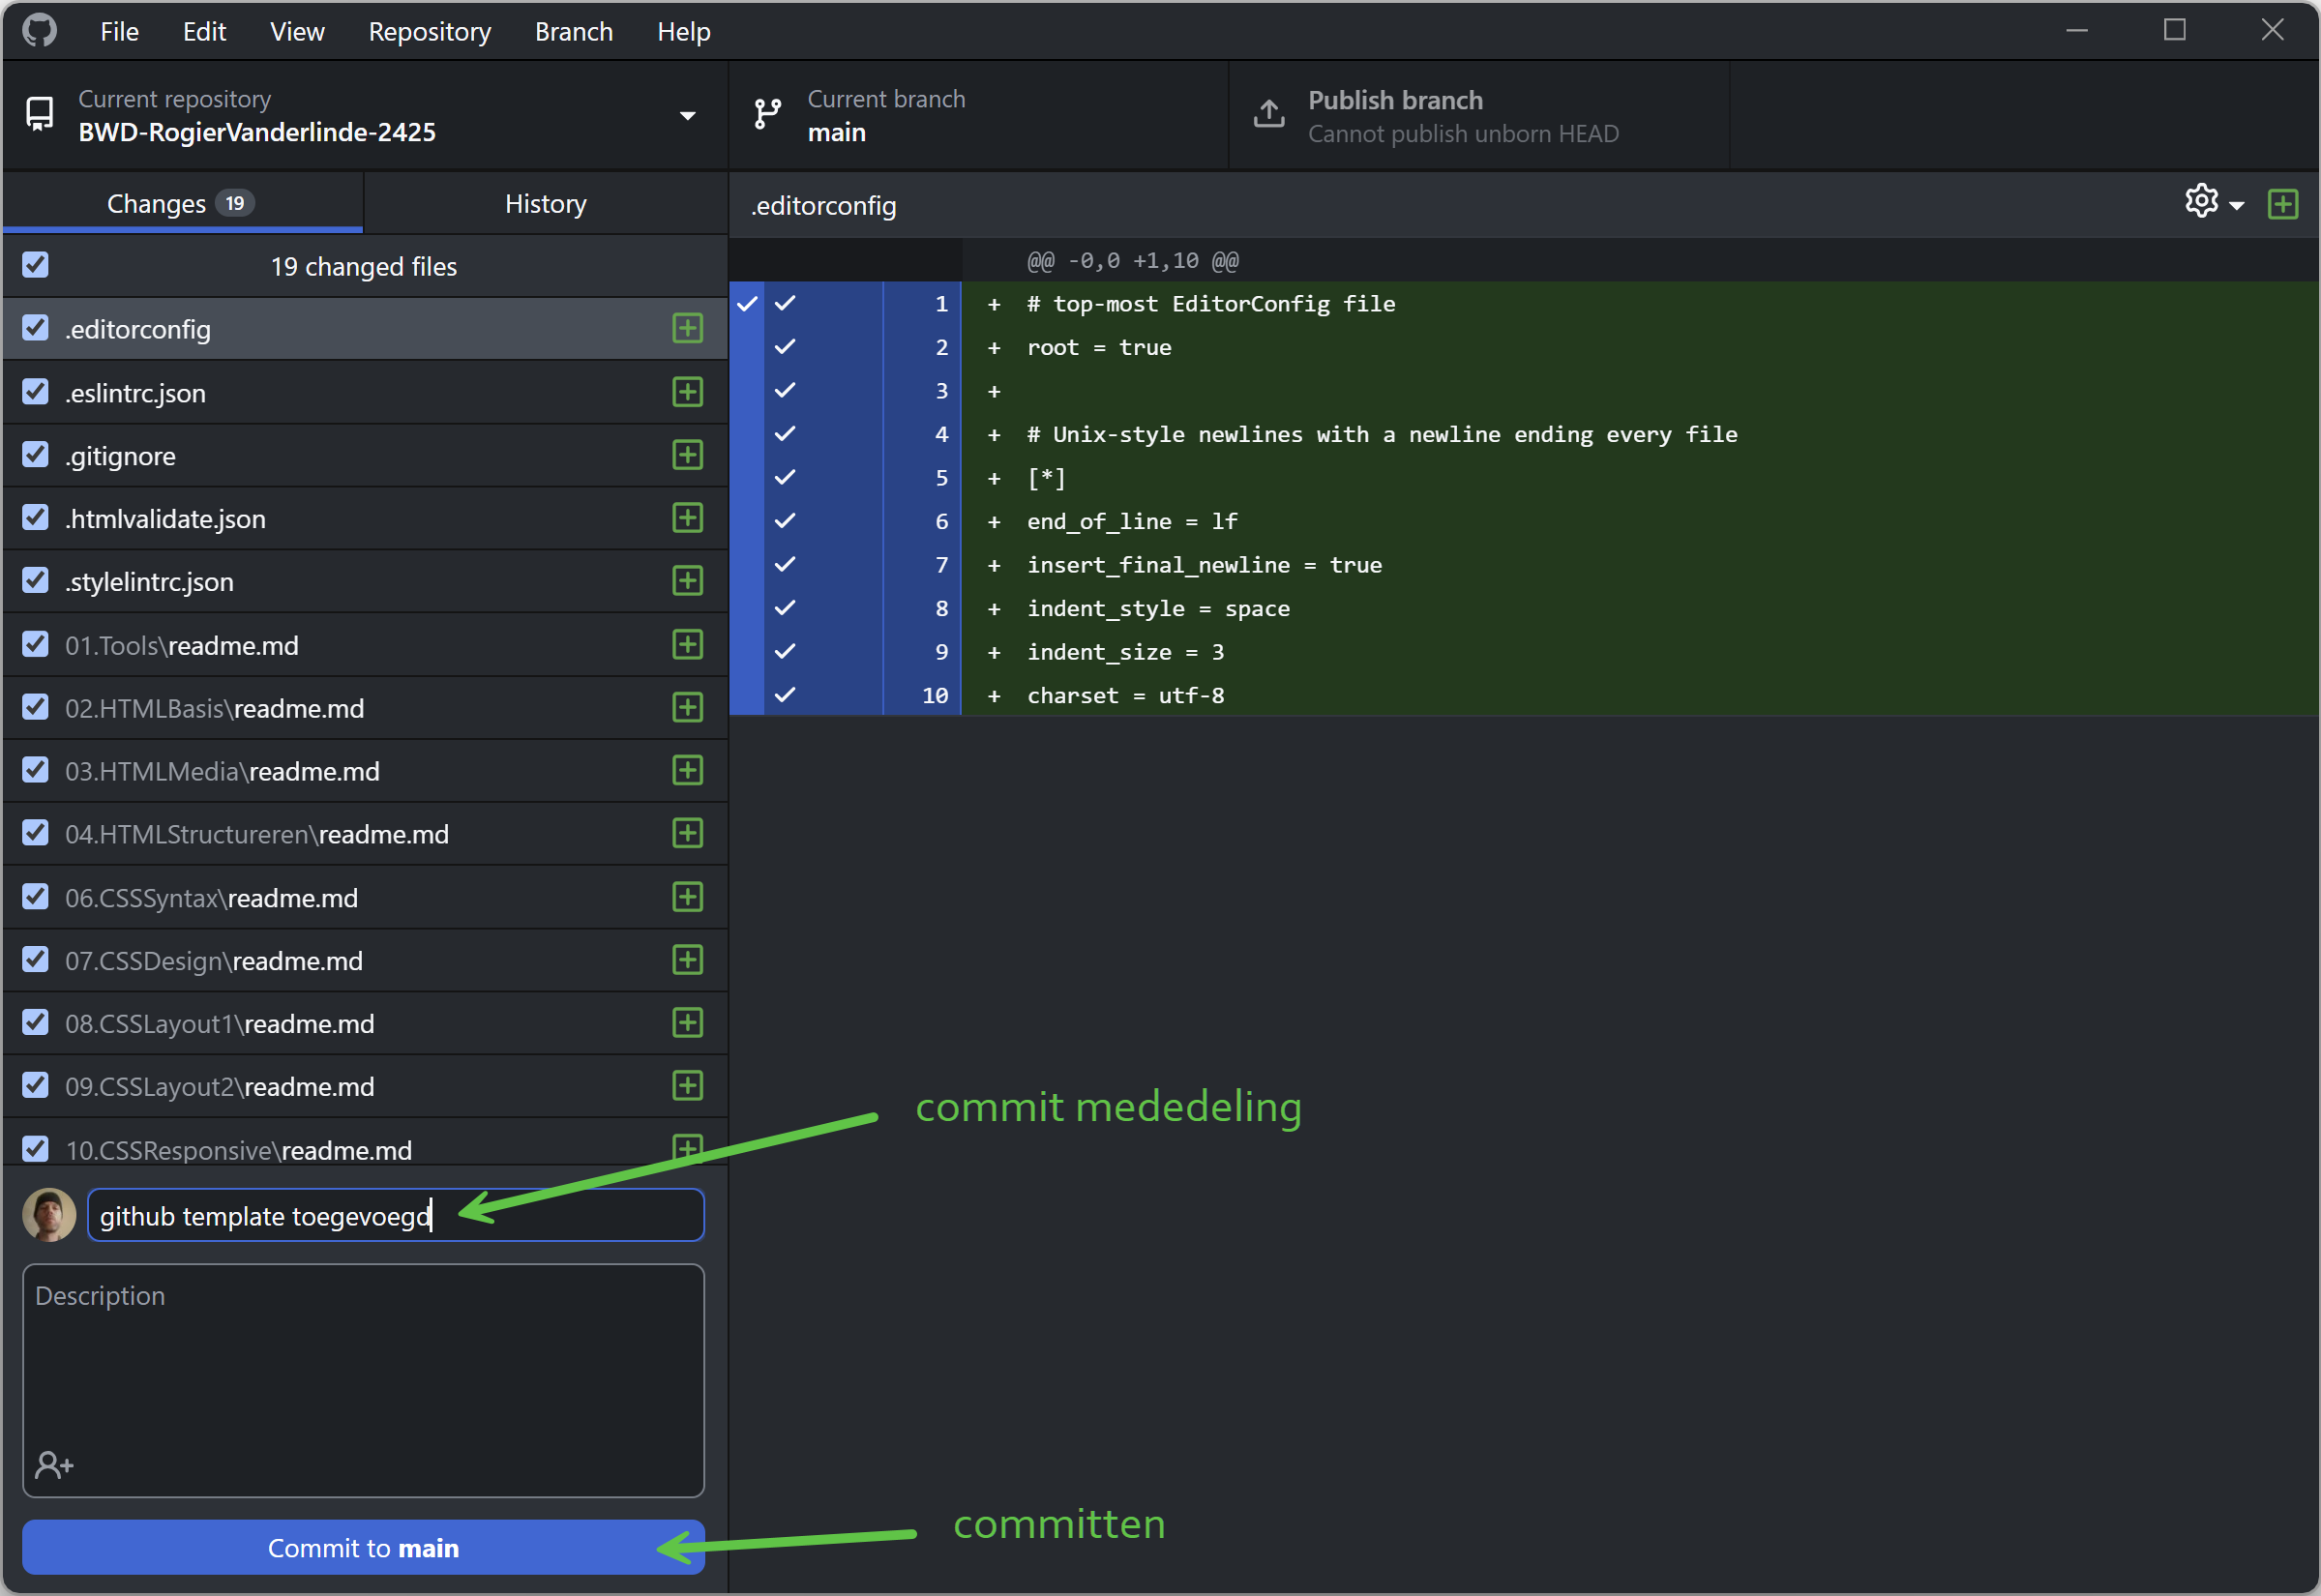 File Edit View Repository Branch Help
Current repository
BWD-RogierVanderlinde-2425
Current branch
main
Publish branch
Cannot publish unborn HEAD
Changes 19
History
19 changed files
.editorconfig
.eslintrc.json
.gitignore
.htmlvalidate.json
.stylelintrc.json
01.Tools\readme.md
02.HTMLBasis\readme.md
03.HTMLMedia\readme.md
04.HTMLStructureren\readme.md
06.CSSSyntax\readme.md
07.CSSDesign\readme.md
08.CSSLayout1\readme.md
09.CSSLayout2\readme.md
10.CSSResponsive\readme.md
github template toegevoegd
Description
Commit to main
.editorconfig
@@ -0,0 +1,10 @@
1 + # top-most EditorConfig file
2 + root = true
3 +
4 + # Unix-style newlines with a newline ending every file
5 + [*]
6 + end_of_line = lf
7 + insert_final_newline = true
8 + indent_style = space
9 + indent_size = 3
10 + charset = utf-8
commit mededeling
committen